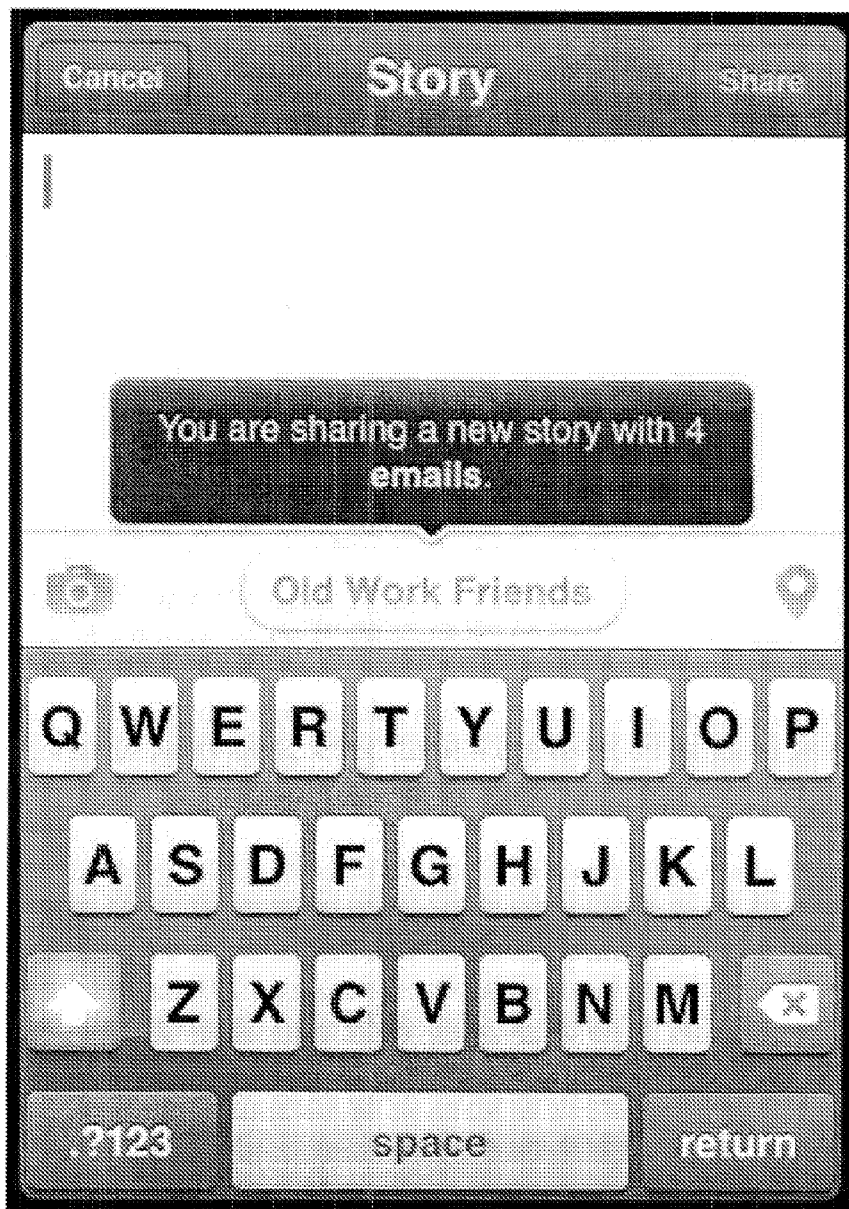 Cancel Story Share
You are sharing a new story with 4
emails.
Old Work Friends
Q W E R T Y U I O P
A S D F G H J K L
Z X C V B N M
.?123 space return